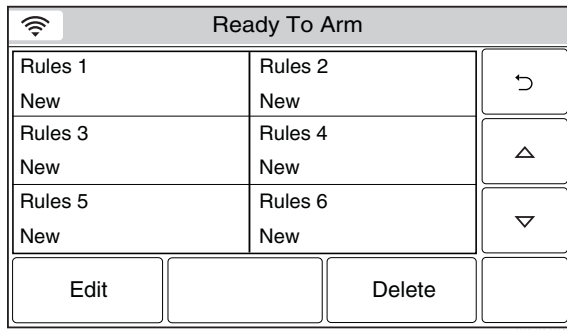 Ready To Arm
Rules 1
New
Rules 2
New
Rules 3
New
Rules 4
New
Rules 5
New
Rules 6
New
Edit
Delete